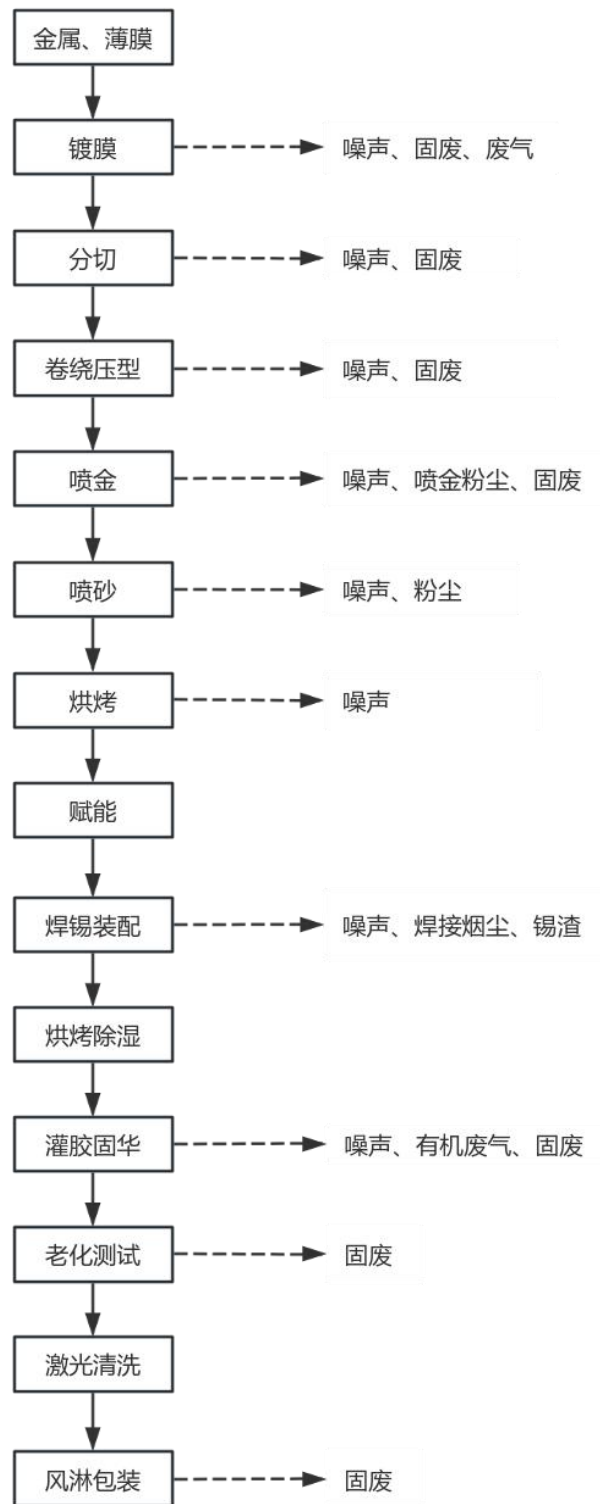 金属、薄膜
镀膜
噪声、固废、废气
分切
噪声、固废
卷绕压型
噪声、固废
喷金
噪声、喷金粉尘、固废
喷砂
噪声、粉尘
烘烤
噪声
赋能
焊锡装配
噪声、焊接烟尘、锡渣
烘烤除湿
灌胶固华
噪声、有机废气、固废
老化测试
固废
激光清洗
风淋包装
固废